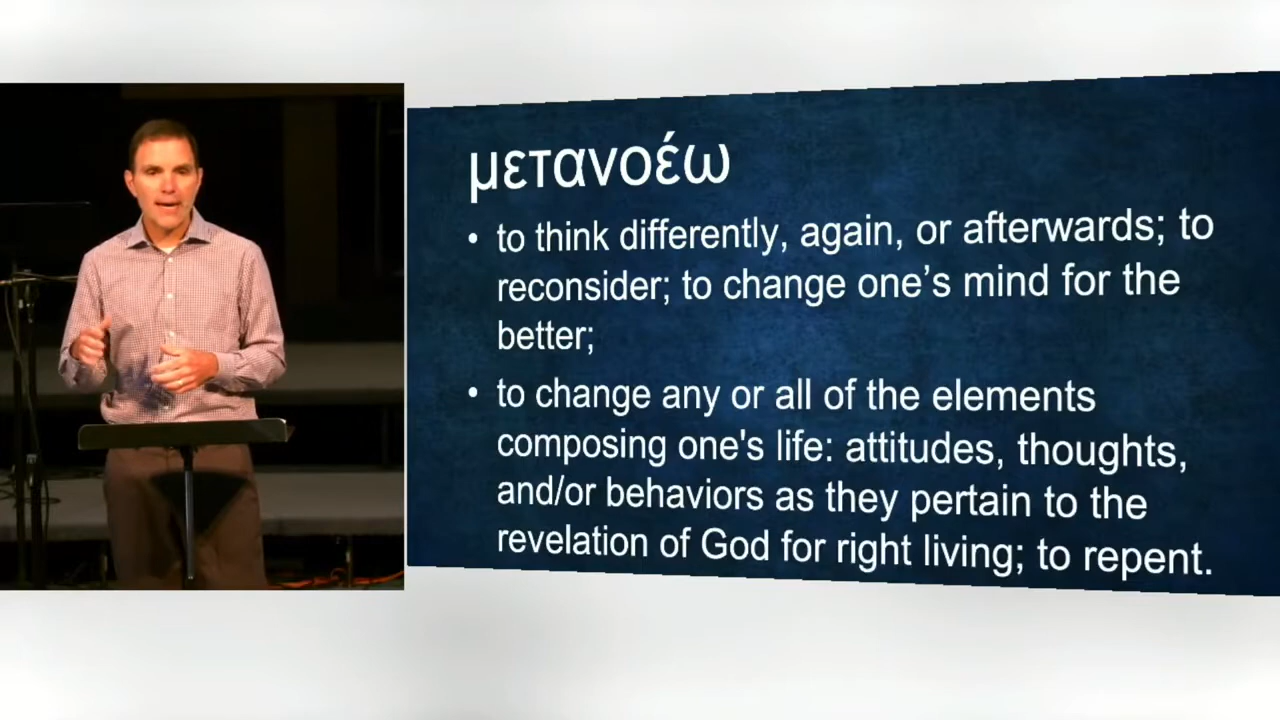 μετανοέω
• to think differently, again, or afterwards; to
reconsider; to change one’s mind for the
better;
• to change any or all of the elements
composing one's life: attitudes, thoughts,
and/or behaviors as they pertain to the
revelation of God for right living; to repent.